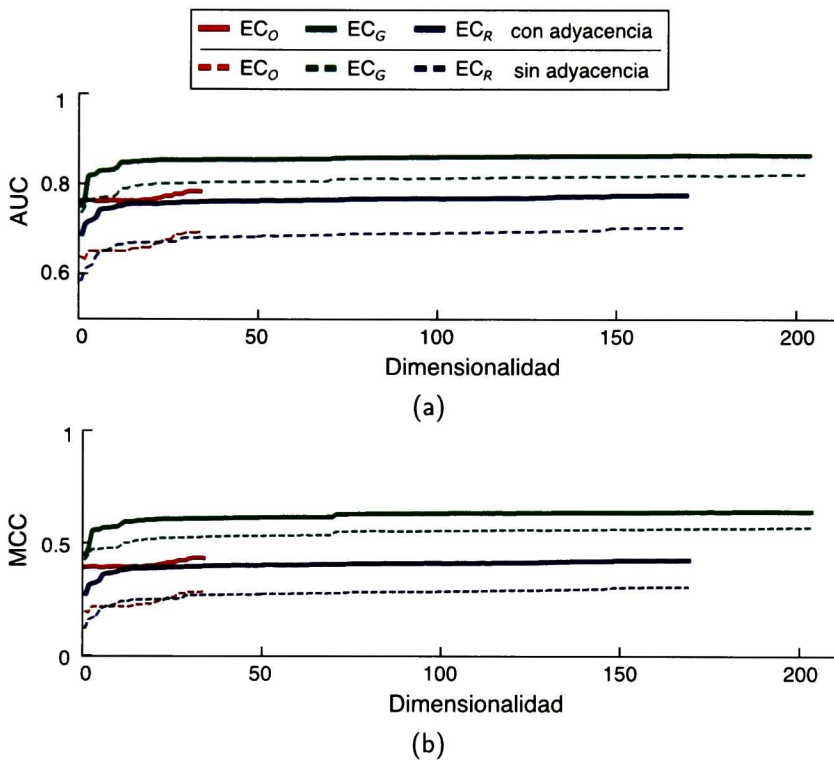 EC_O EC_G EC_R con adyacencia
EC_O EC_G EC_R sin adyacencia
1
0.8
0.6
AUC
0 50 100 150 200
Dimensionalidad
(a)
1
0.5
0
MCC
0 50 100 150 200
Dimensionalidad
(b)